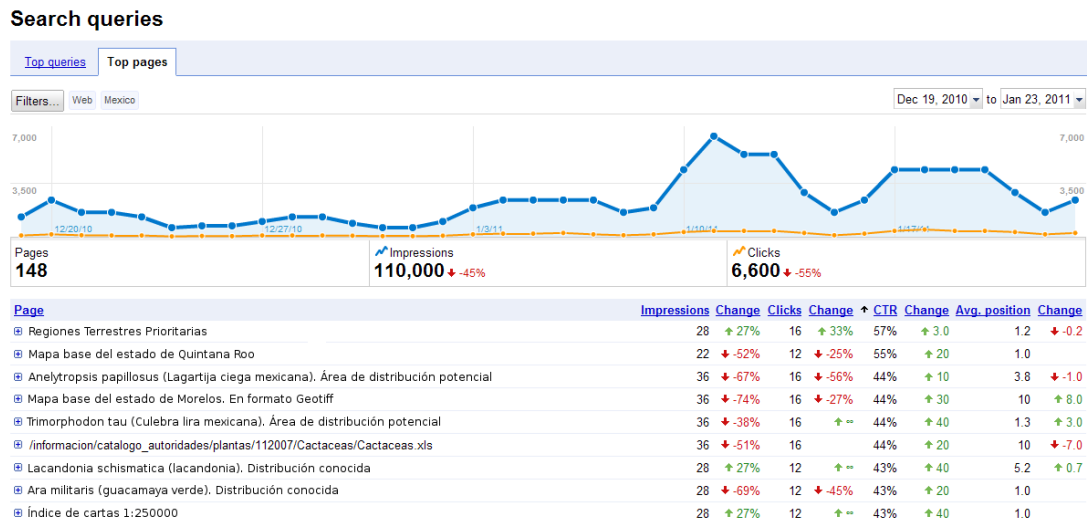 Search queries
Top queries Top pages
Filters... Web Mexico Dec 19, 2010 to Jan 23, 2011
7,000 7,000
3,500 3,500
12/20/10 12/27/10 1/3/11 1/10/11 1/17/11
Pages Impressions Clicks
148 110,000 -45% 6,600 -55%
Page Impressions Change Clicks Change CTR Change Avg. position Change
Regiones Terrestres Prioritarias 28 27% 16 33% 57% 3.0 1.2 -0.2
Mapa base del estado de Quintana Roo 22 -52% 12 -25% 55% 20 1.0
Anelytropsis papillosus (Lagartija ciega mexicana). Área de distribución potencial 36 -67% 16 -56% 44% 10 3.8 -1.0
Mapa base del estado de Morelos. En formato Geotiff 36 -74% 16 -27% 44% 30 10 8.0
Trimorphodon tau (Culebra lira mexicana). Área de distribución potencial 36 -38% 16 ∞ 44% 40 1.3 3.0
/informacion/catalogo_autoridades/plantas/112007/Cactaceas/Cactaceas.xls 36 -51% 16 44% 20 10 -7.0
Lacandonia schismatica (lacandonia). Distribución conocida 28 27% 12 ∞ 43% 40 5.2 0.7
Ara militaris (guacamaya verde). Distribución conocida 28 -69% 12 -45% 43% 20 1.0
Índice de cartas 1:250000 28 27% 12 ∞ 43% 40 1.0